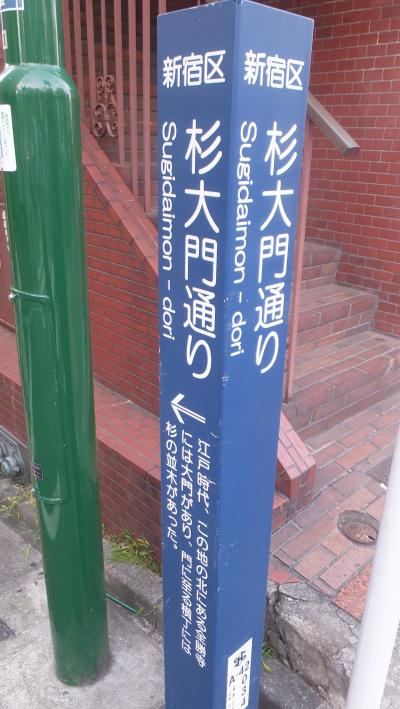 新宿区
杉大門通り
Sugidaimon - dori
←
江戸時代、この地の北にある全勝寺
には大門があり、門に至る横丁には
杉の並木があった。
新宿区
杉大門通り
Sugidaimon - dori